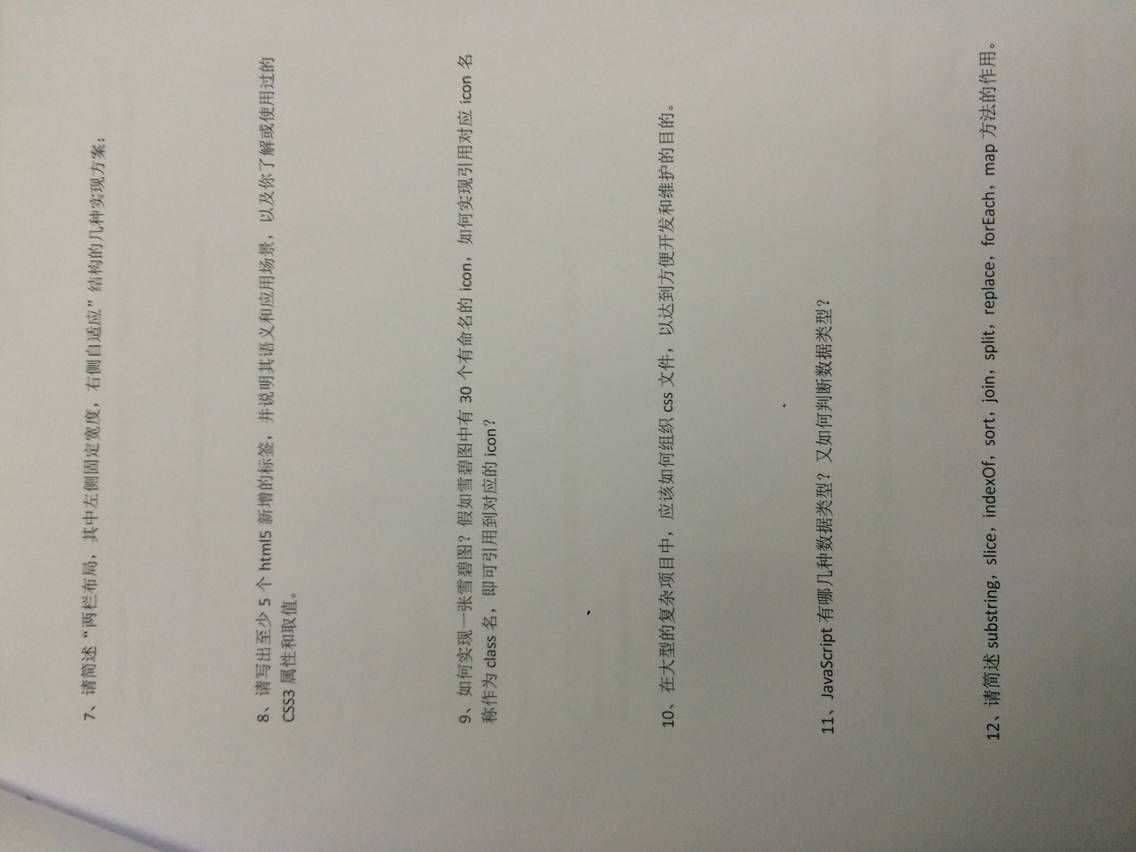 7、请简述“两栏布局，其中左侧固定宽度，右侧自适应”结构的几种实现方案；
8、请写出至少 5 个 html5 新增的标签，并说明其语义和应用场景，以及你了解或使用过的
CSS3 属性和取值。
9、如何实现一张雪碧图？假如雪碧图中有 30 个有命名的 icon，如何实现引用对应 icon 名
称作为 class 名，即可引用到对应的 icon？
10、在大型的复杂项目中，应该如何组织 css 文件，以达到方便开发和维护的目的。
11、JavaScript 有哪几种数据类型？又如何判断数据类型？
12、请简述 substring，slice，indexOf，sort，join，split，replace，forEach，map 方法的作用。